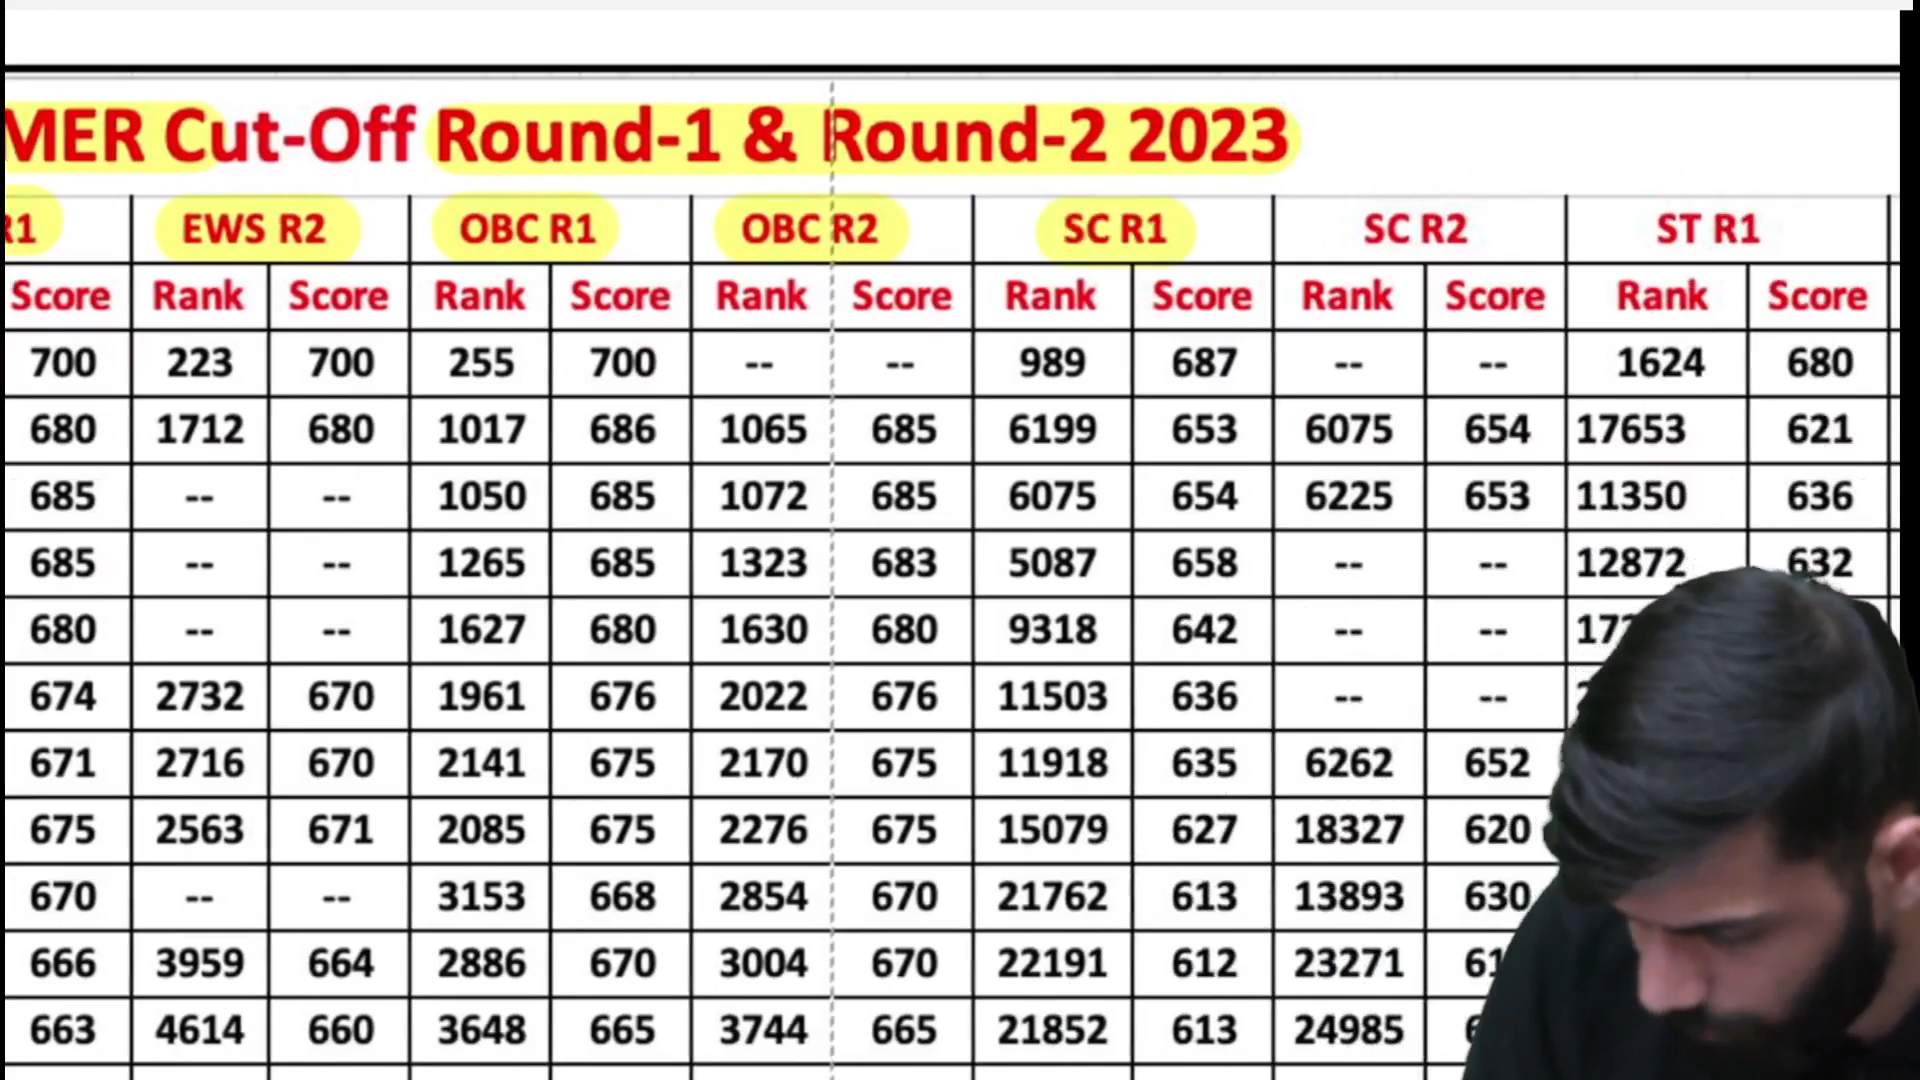 MER Cut-Off Round-1 & Round-2 2023
R1 EWS R2 OBC R1 OBC R2 SC R1 SC R2 ST R1
Score Rank Score Rank Score Rank Score Rank Score Rank Score Rank Score
700 223 700 255 700 -- -- 989 687 -- -- 1624 680
680 1712 680 1017 686 1065 685 6199 653 6075 654 17653 621
685 -- -- 1050 685 1072 685 6075 654 6225 653 11350 636
685 -- -- 1265 685 1323 683 5087 658 -- -- 12872 632
680 -- -- 1627 680 1630 680 9318 642 -- --
674 2732 670 1961 676 2022 676 11503 636 -- --
671 2716 670 2141 675 2170 675 11918 635 6262 652
675 2563 671 2085 675 2276 675 15079 627 18327 620
670 -- -- 3153 668 2854 670 21762 613 13893 630
666 3959 664 2886 670 3004 670 22191 612 23271
663 4614 660 3648 665 3744 665 21852 613 24985